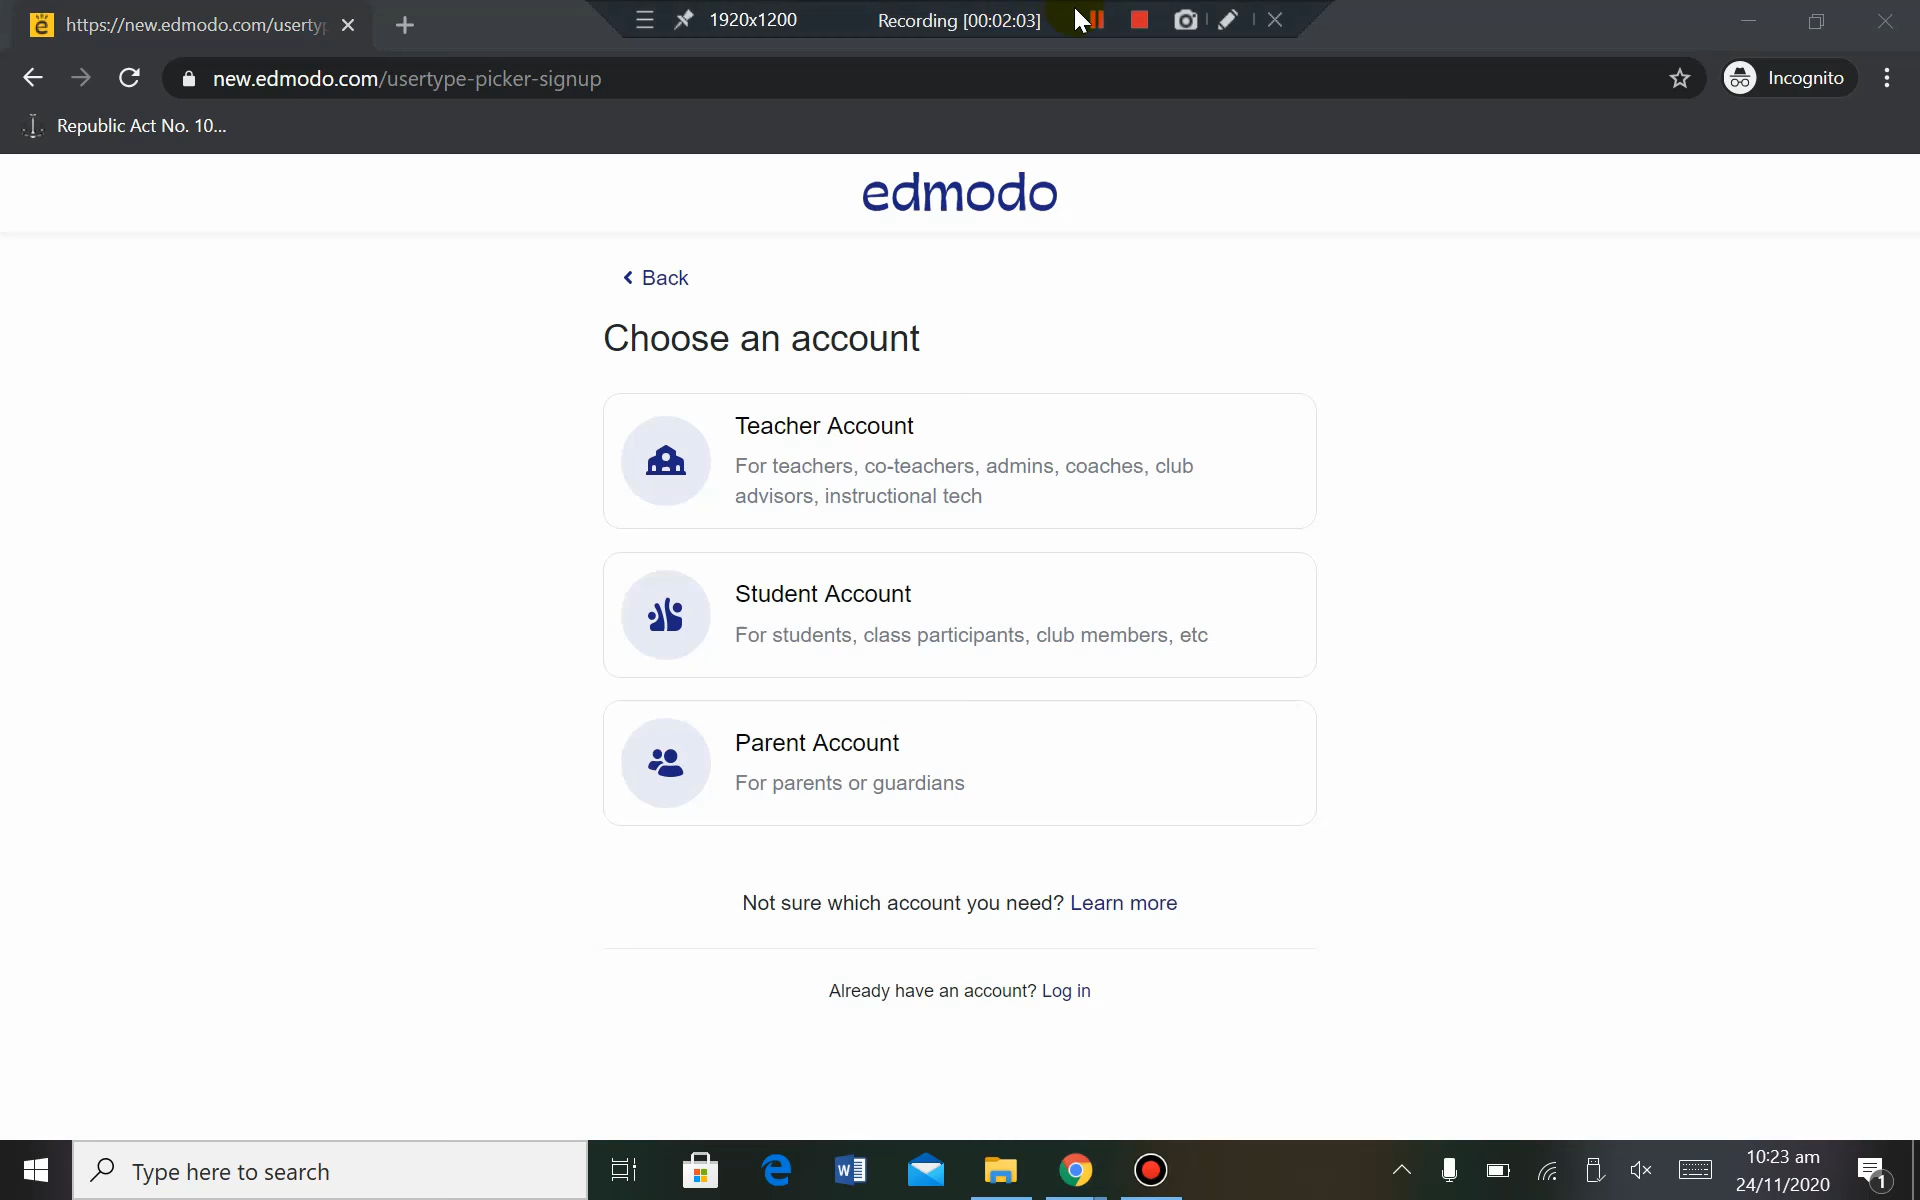 https://new.edmodo.com/userty
1920x1200
Recording [00:02:03]
new.edmodo.com/usertype-picker-signup
Incognito
Republic Act No. 10...
edmodo
Back
Choose an account
Teacher Account
For teachers, co-teachers, admins, coaches, club
advisors, instructional tech
Student Account
For students, class participants, club members, etc
Parent Account
For parents or guardians
Not sure which account you need? Learn more
Already have an account? Log in
Type here to search
10:23 am
24/11/2020
1